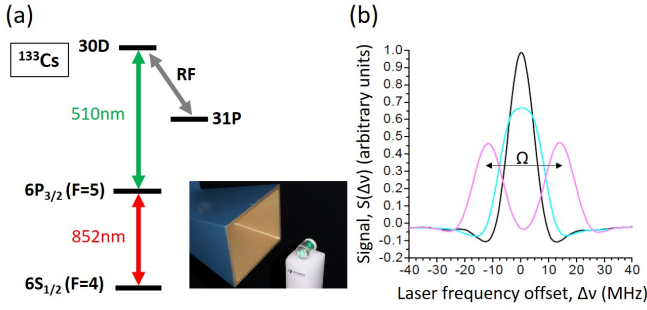 (a)
30D
¹³³Cs
RF
510nm
31P
6P₃/₂ (F=5)
852nm
6S₁/₂ (F=4)
(b)
Signal, S(Δν) (arbitrary units)
1.0
0.9
0.8
0.7
0.6
0.5
0.4
0.3
0.2
0.1
0.0
-0.1
-0.2
Ω
-40 -30 -20 -10 0 10 20 30 40
Laser frequency offset, Δν (MHz)